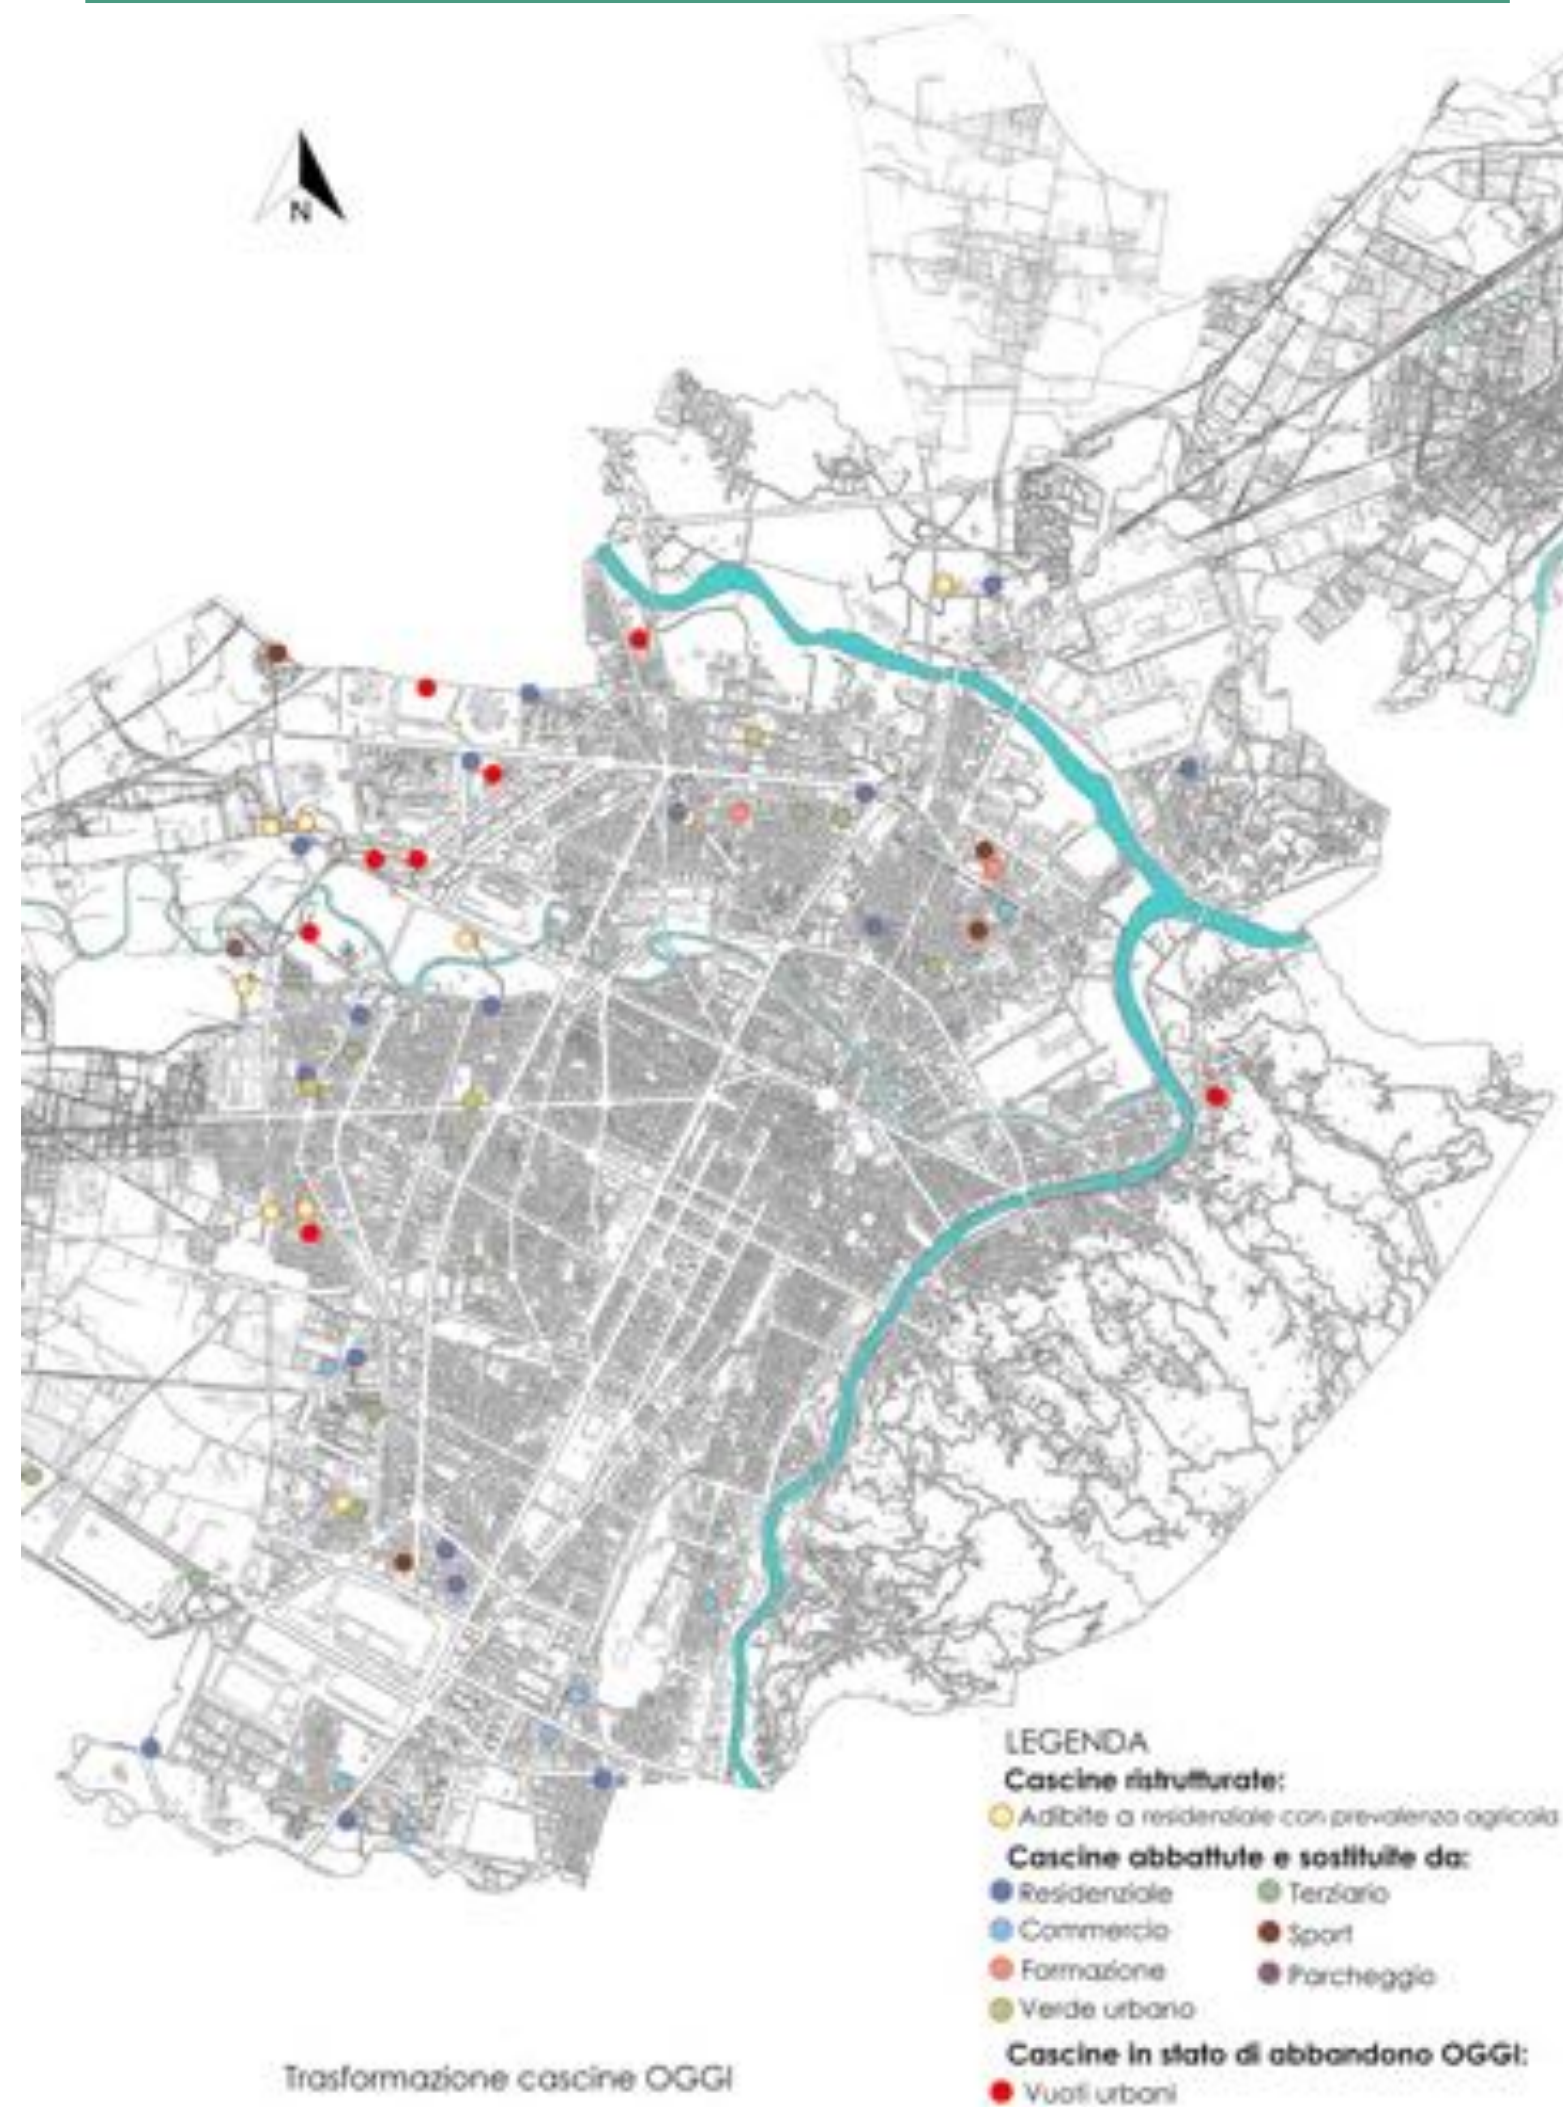 N
LEGENDA
Cascine ristrutturate:
Adibite a residenziale con prevalenza agricola
Cascine abbattute e sostituite da:
Residenziale
Terziario
Commercio
Sport
Formazione
Parcheggio
Verde urbano
Cascine in stato di abbandono OGGI:
Vuoti urbani
Trasformazione cascine OGGI